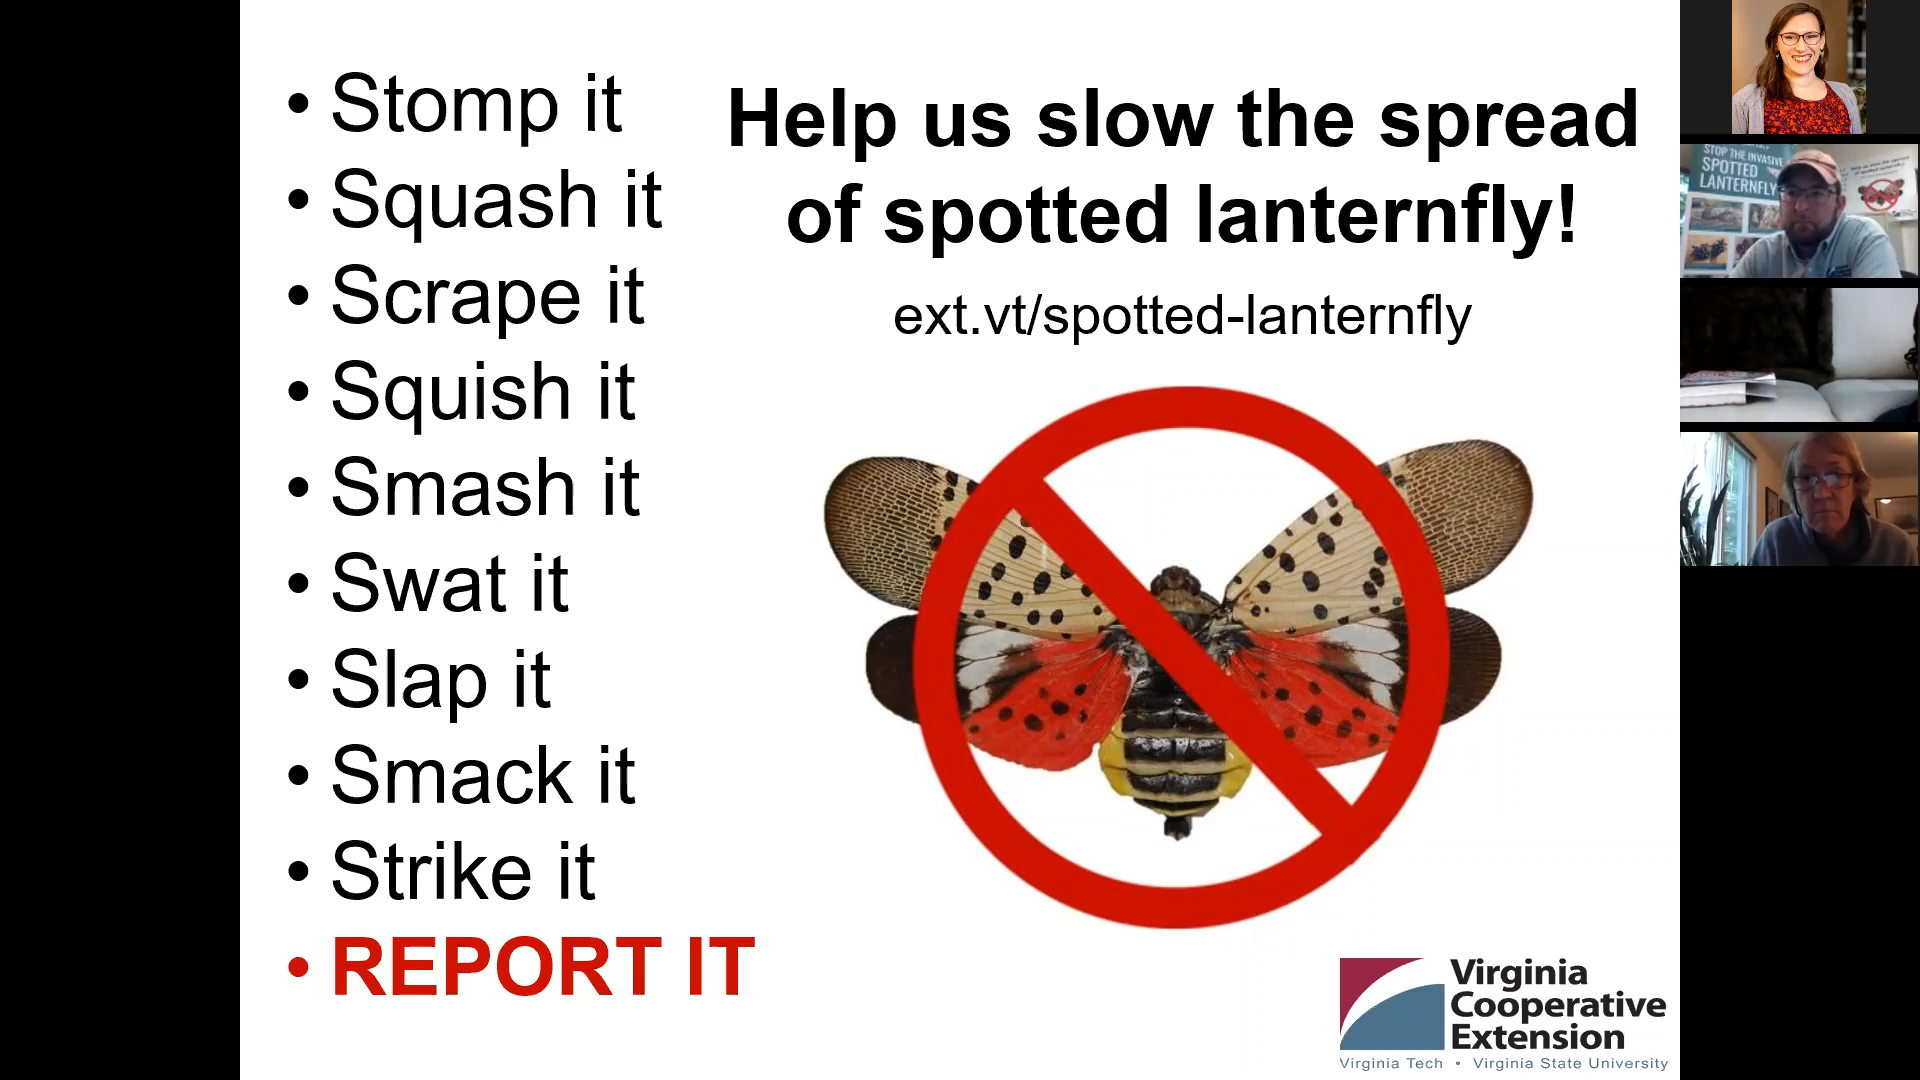 • Stomp it
• Squash it
• Scrape it
• Squish it
• Smash it
• Swat it
• Slap it
• Smack it
• Strike it
• REPORT IT
Help us slow the spread
of spotted lanternfly!
ext.vt/spotted-lanternfly
Virginia
Cooperative
Extension
Virginia Tech • Virginia State University
STOP THE INVASIVE
SPOTTED
LANTERNFLY